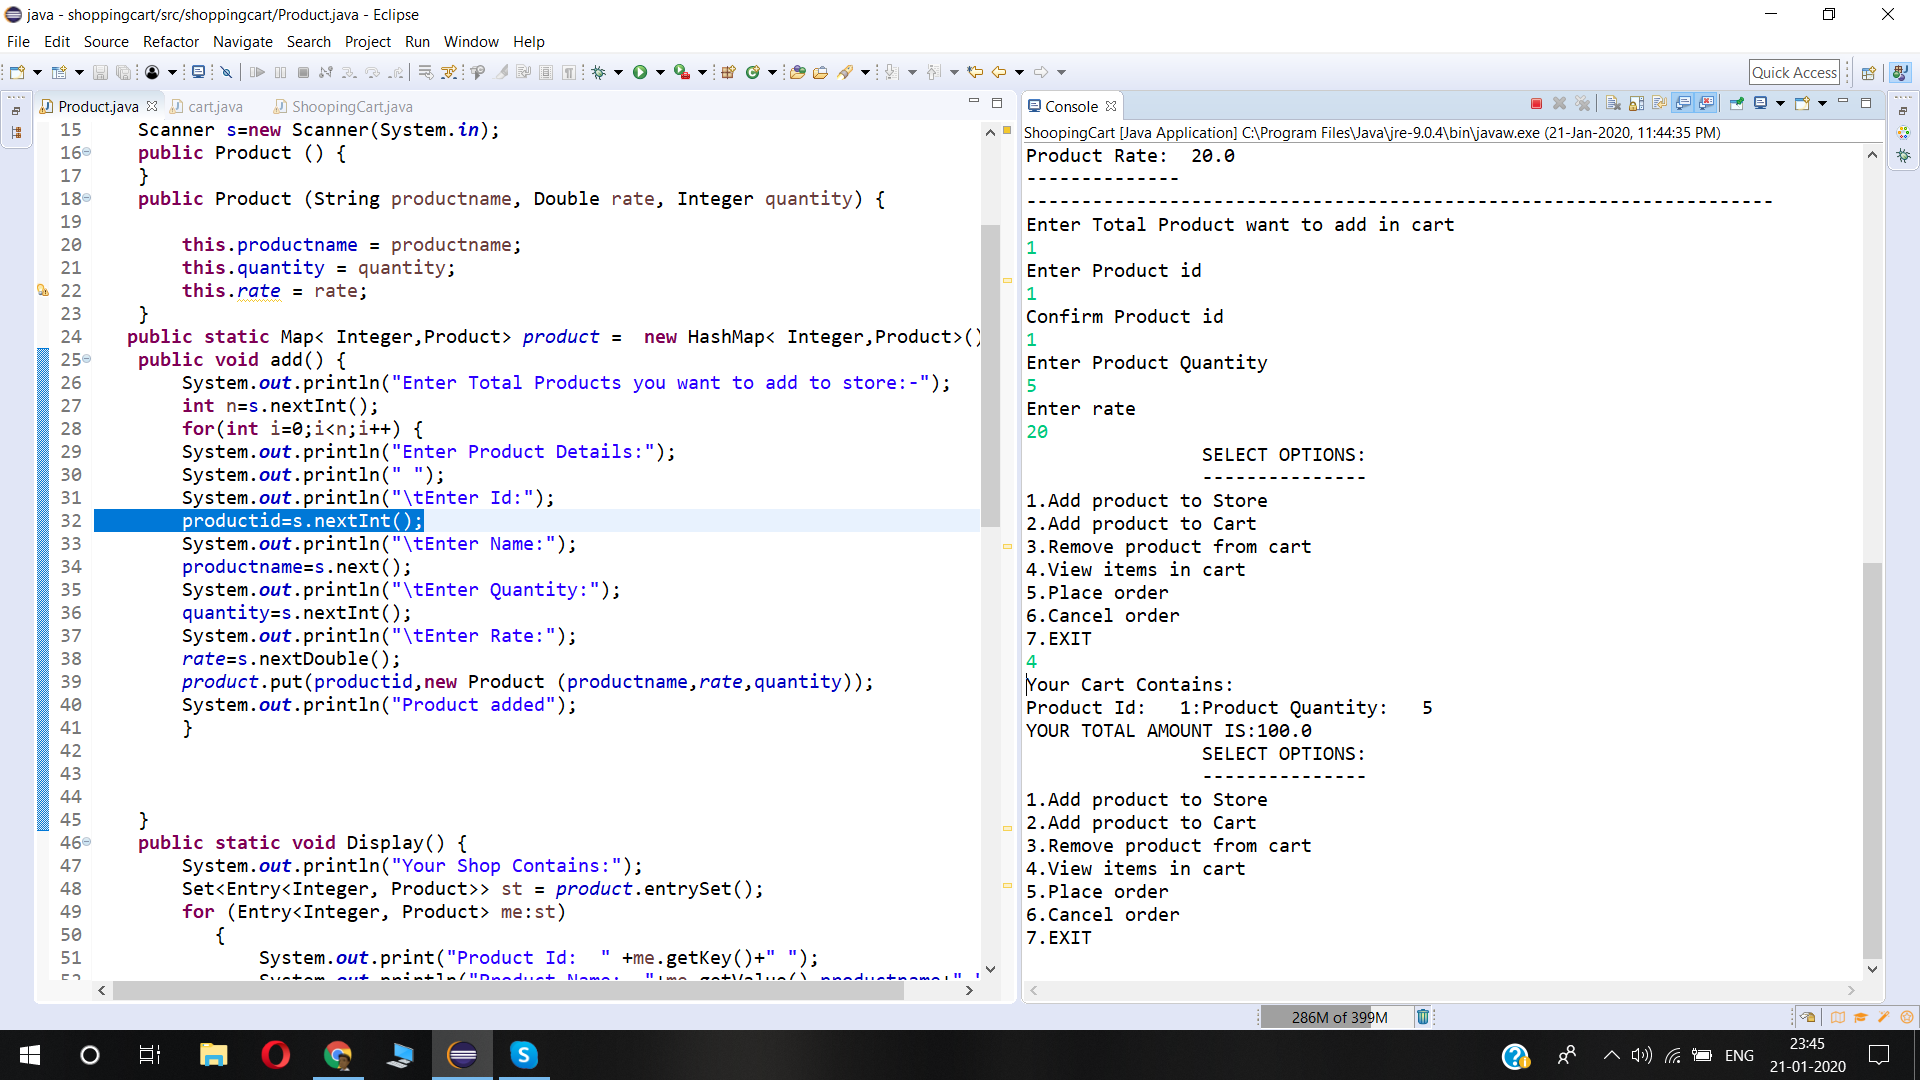 java - shoppingcart/src/shoppingcart/Product.java - Eclipse
File Edit Source Refactor Navigate Search Project Run Window Help
Quick Access
Product.java cart.java ShoopingCart.java
15 Scanner s=new Scanner(System.in);
16 public Product () {
17 }
18 public Product (String productname, Double rate, Integer quantity) {
19
20 this.productname = productname;
21 this.quantity = quantity;
22 this.rate = rate;
23 }
24 public static Map< Integer,Product> product = new HashMap< Integer,Product>()
25 public void add() {
26 System.out.println("Enter Total Products you want to add to store:-");
27 int n=s.nextInt();
28 for(int i=0;i<n;i++) {
29 System.out.println("Enter Product Details:");
30 System.out.println(" ");
31 System.out.println("\tEnter Id:");
32 productid=s.nextInt();
33 System.out.println("\tEnter Name:");
34 productname=s.next();
35 System.out.println("\tEnter Quantity:");
36 quantity=s.nextInt();
37 System.out.println("\tEnter Rate:");
38 rate=s.nextDouble();
39 product.put(productid,new Product (productname,rate,quantity));
40 System.out.println("Product added");
41 }
42
43
44
45 }
46 public static void Display() {
47 System.out.println("Your Shop Contains:");
48 Set<Entry<Integer, Product>> st = product.entrySet();
49 for (Entry<Integer, Product> me:st)
50 {
51 System.out.print("Product Id: " +me.getKey()+" ");
Console
ShoopingCart [Java Application] C:\Program Files\Java\jre-9.0.4\bin\javaw.exe (21-Jan-2020, 11:44:35 PM)
Product Rate: 20.0
--------------
--------------------------------------------------------------------
Enter Total Product want to add in cart
1
Enter Product id
1
Confirm Product id
1
Enter Product Quantity
5
Enter rate
20
SELECT OPTIONS:
---------------
1.Add product to Store
2.Add product to Cart
3.Remove product from cart
4.View items in cart
5.Place order
6.Cancel order
7.EXIT
4
Your Cart Contains:
Product Id: 1:Product Quantity: 5
YOUR TOTAL AMOUNT IS:100.0
SELECT OPTIONS:
---------------
1.Add product to Store
2.Add product to Cart
3.Remove product from cart
4.View items in cart
5.Place order
6.Cancel order
7.EXIT
286M of 399M
ENG
23:45
21-01-2020